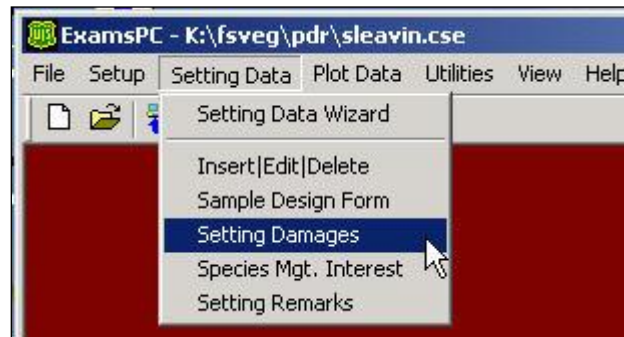 ExamsPC - K:\fsveg\pdr\sleavin.cse
File Setup Setting Data Plot Data Utilities View Help
Setting Data Wizard
Insert|Edit|Delete
Sample Design Form
Setting Damages
Species Mgt. Interest
Setting Remarks